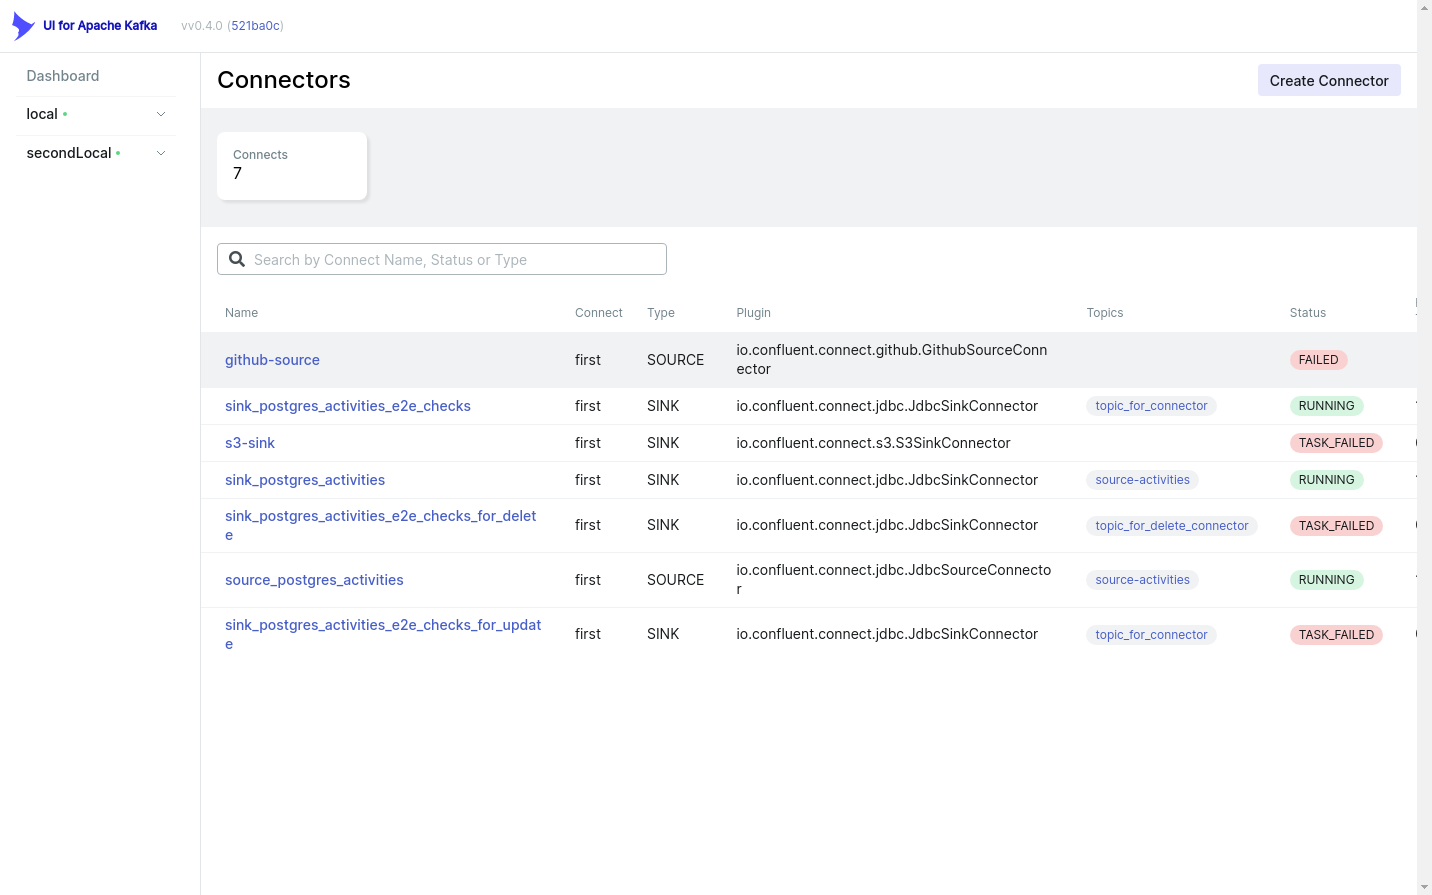 UI for Apache Kafka vv0.4.0 (521ba0c)
Dashboard
local
secondLocal
Connectors
Create Connector
Connects
7
Search by Connect Name, Status or Type
Name Connect Type Plugin Topics Status
github-source first SOURCE io.confluent.connect.github.GithubSourceConn
ector FAILED
sink_postgres_activities_e2e_checks first SINK io.confluent.connect.jdbc.JdbcSinkConnector topic_for_connector RUNNING
s3-sink first SINK io.confluent.connect.s3.S3SinkConnector TASK_FAILED
sink_postgres_activities first SINK io.confluent.connect.jdbc.JdbcSinkConnector source-activities RUNNING
sink_postgres_activities_e2e_checks_for_delet
e first SINK io.confluent.connect.jdbc.JdbcSinkConnector topic_for_delete_connector TASK_FAILED
source_postgres_activities first SOURCE io.confluent.connect.jdbc.JdbcSourceConnecto
r source-activities RUNNING
sink_postgres_activities_e2e_checks_for_updat
e first SINK io.confluent.connect.jdbc.JdbcSinkConnector topic_for_connector TASK_FAILED